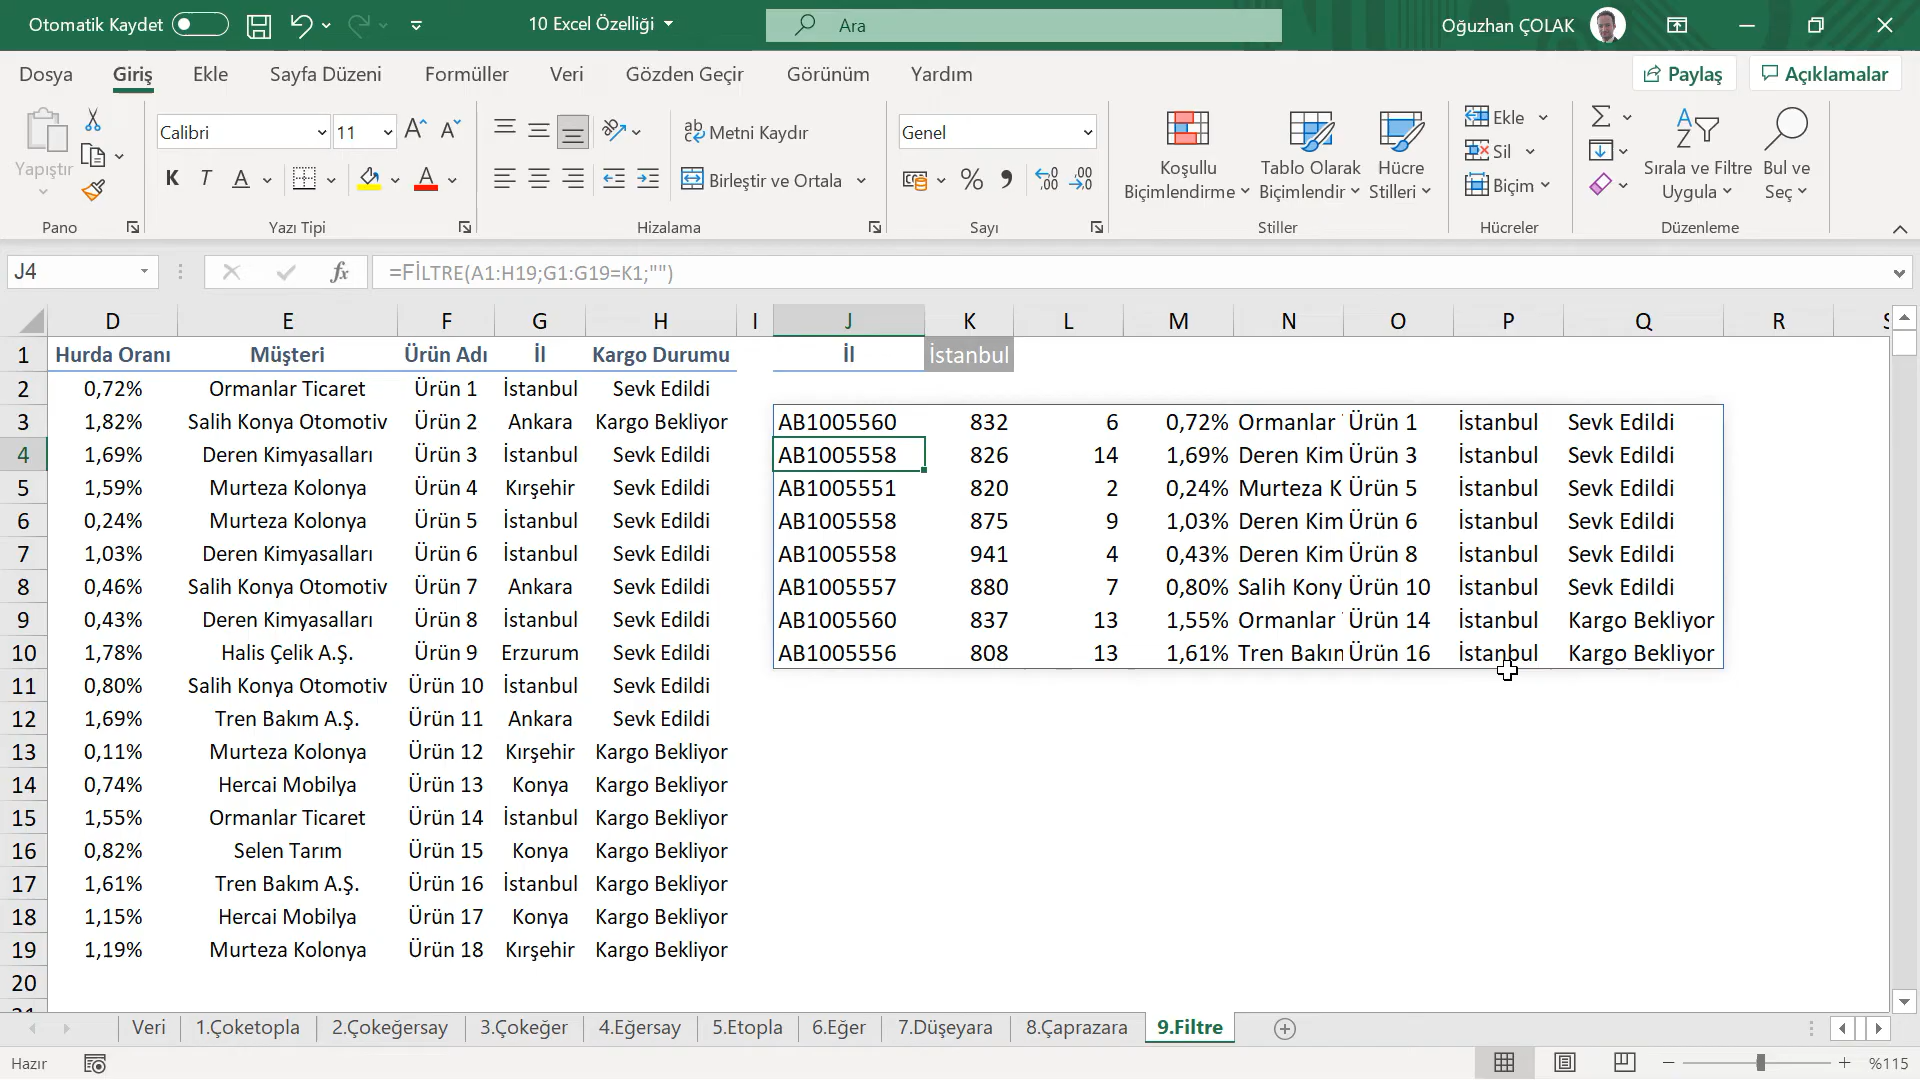 Otomatik Kaydet
10 Excel Özelliği
Ara
Oğuzhan ÇOLAK
Dosya Giriş Ekle Sayfa Düzeni Formüller Veri Gözden Geçir Görünüm Yardım Paylaş Açıklamalar
Yapıştır
Pano
Calibri 11
K T A A
Yazı Tipi
Metni Kaydır
Birleştir ve Ortala
Hizalama
Genel
Sayı
Koşullu Biçimlendirme
Tablo Olarak Biçimlendir
Hücre Stilleri
Stiller
Ekle
Sil
Biçim
Hücreler
Sırala ve Filtre Uygula
Bul ve Seç
Düzenleme
J4 fx =FİLTRE(A1:H19;G1:G19=K1;"")
D E F G H I J K L M N O P Q R
1 Hurda Oranı Müşteri Ürün Adı İl Kargo Durumu İl İstanbul
2 0,72% Ormanlar Ticaret Ürün 1 İstanbul Sevk Edildi
3 1,82% Salih Konya Otomotiv Ürün 2 Ankara Kargo Bekliyor AB1005560 832 6 0,72% Ormanlar Ürün 1 İstanbul Sevk Edildi
4 1,69% Deren Kimyasalları Ürün 3 İstanbul Sevk Edildi AB1005558 826 14 1,69% Deren Kim Ürün 3 İstanbul Sevk Edildi
5 1,59% Murteza Kolonya Ürün 4 Kırşehir Sevk Edildi AB1005551 820 2 0,24% Murteza K Ürün 5 İstanbul Sevk Edildi
6 0,24% Murteza Kolonya Ürün 5 İstanbul Sevk Edildi AB1005558 875 9 1,03% Deren Kim Ürün 6 İstanbul Sevk Edildi
7 1,03% Deren Kimyasalları Ürün 6 İstanbul Sevk Edildi AB1005558 941 4 0,43% Deren Kim Ürün 8 İstanbul Sevk Edildi
8 0,46% Salih Konya Otomotiv Ürün 7 Ankara Sevk Edildi AB1005557 880 7 0,80% Salih Kony Ürün 10 İstanbul Sevk Edildi
9 0,43% Deren Kimyasalları Ürün 8 İstanbul Sevk Edildi AB1005560 837 13 1,55% Ormanlar Ürün 14 İstanbul Kargo Bekliyor
10 1,78% Halis Çelik A.Ş. Ürün 9 Erzurum Sevk Edildi AB1005556 808 13 1,61% Tren Bakın Ürün 16 İstanbul Kargo Bekliyor
11 0,80% Salih Konya Otomotiv Ürün 10 İstanbul Sevk Edildi
12 1,69% Tren Bakım A.Ş. Ürün 11 Ankara Sevk Edildi
13 0,11% Murteza Kolonya Ürün 12 Kırşehir Kargo Bekliyor
14 0,74% Hercai Mobilya Ürün 13 Konya Kargo Bekliyor
15 1,55% Ormanlar Ticaret Ürün 14 İstanbul Kargo Bekliyor
16 0,82% Selen Tarım Ürün 15 Konya Kargo Bekliyor
17 1,61% Tren Bakım A.Ş. Ürün 16 İstanbul Kargo Bekliyor
18 1,15% Hercai Mobilya Ürün 17 Konya Kargo Bekliyor
19 1,19% Murteza Kolonya Ürün 18 Kırşehir Kargo Bekliyor
20
Veri 1.Çoketopla 2.Çokeğersay 3.Çokeğer 4.Eğersay 5.Etopla 6.Eğer 7.Düşeyara 8.Çaprazara 9.Filtre
Hazır %115